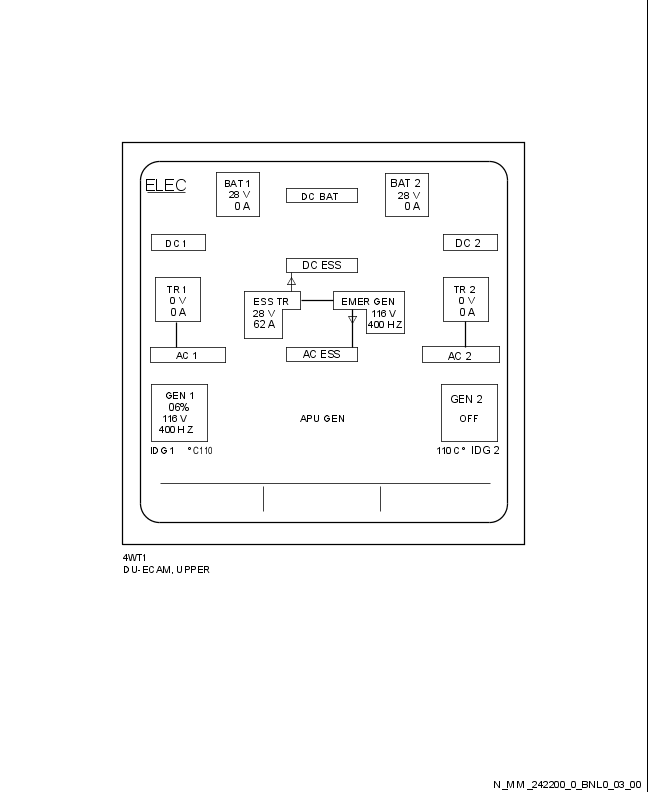 ELEC
BAT 1
28 V
0 A
DC BAT
BAT 2
28 V
0 A
DC 1
DC 2
DC ESS
TR 1
0 V
0 A
ESS TR
28 V
62 A
EMER GEN
116 V
400 HZ
TR 2
0 V
0 A
AC 1
AC ESS
AC 2
GEN 1
06%
116 V
400 HZ
APU GEN
GEN 2
OFF
IDG 1 °C110
110 C° IDG 2
4WT1
DU-ECAM, UPPER
N_MM_242200_0_BNL0_03_00